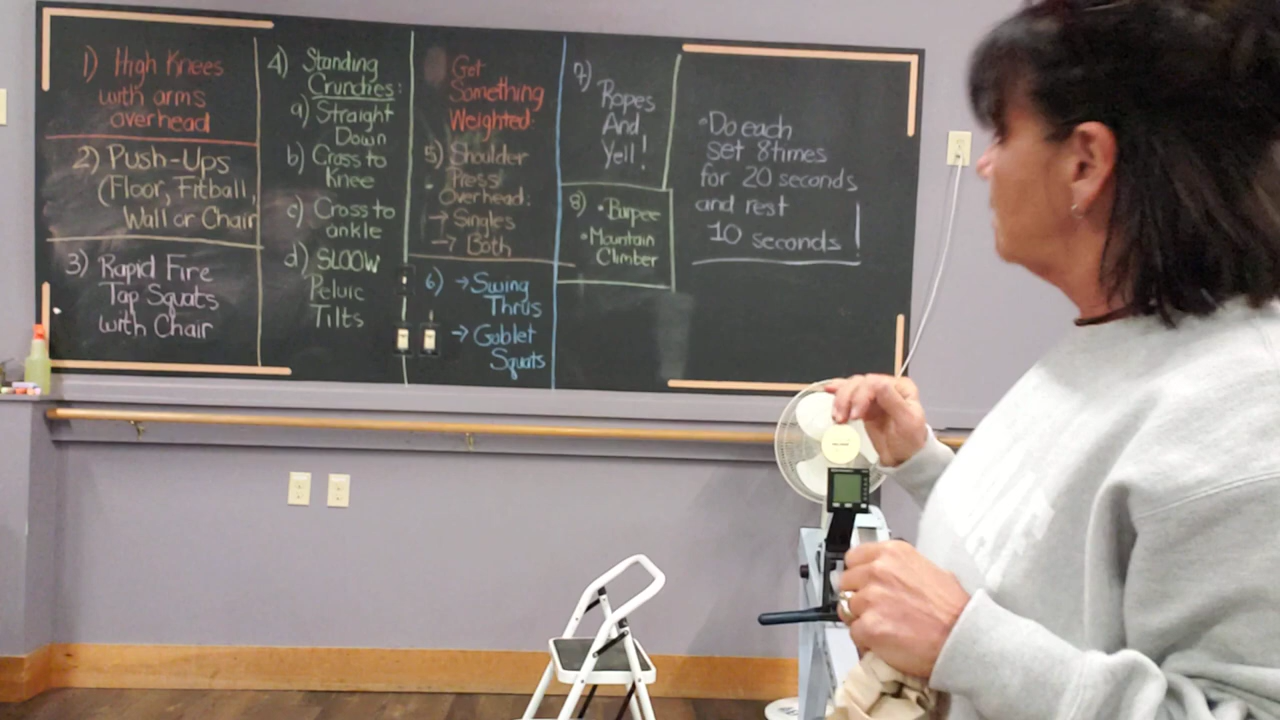 1) High Knees
with arms
overhead
2) Push-Ups
(Floor, Fitball,
Wall or Chair
3) Rapid Fire
Tap Squats
with Chair
4) Standing
Crunchies:
a) Straight
Down
b) Cross to
Knee
c) Cross to
ankle
d) SLOOW
Pelvic
Tilts
Get
Something
Weighted:
5) Shoulder
Press
Overhead:
→ Singles
→ Both
6) → Swing
Thrus
→ Goblet
Squats
7) Ropes
And
Yell!
8) • Burpee
• Mountain
Climber
• Do each
set 8 times
for 20 seconds
and rest
10 seconds!